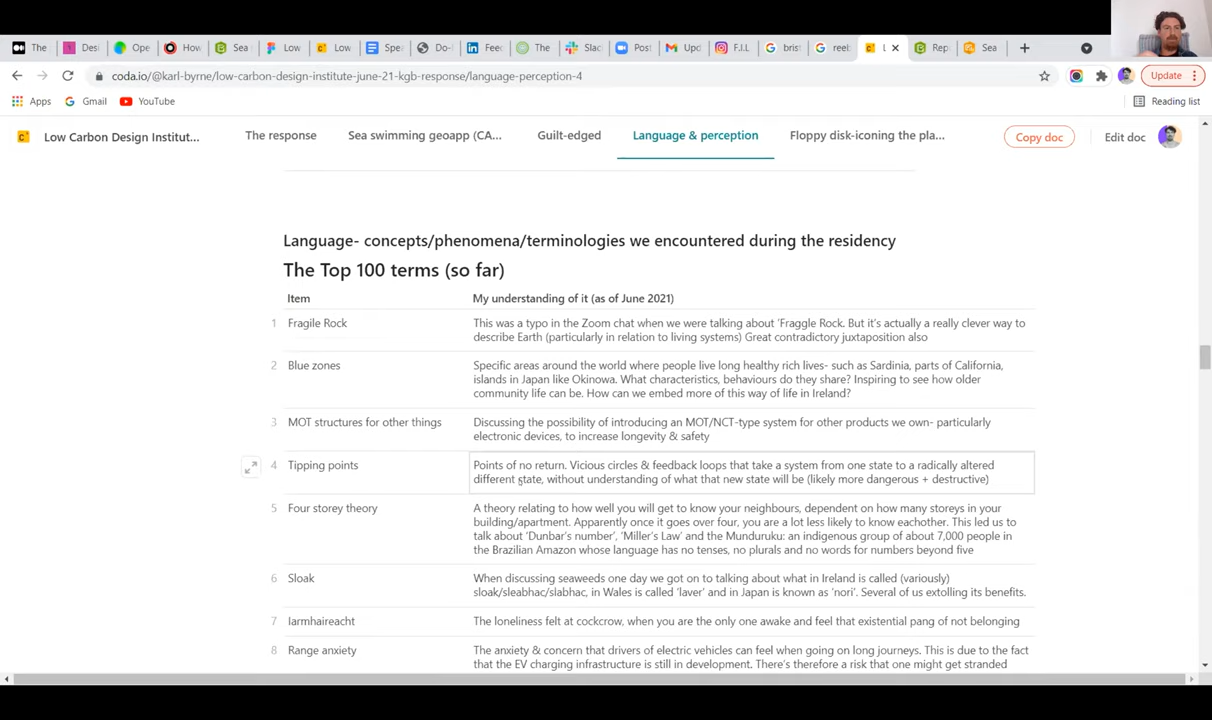 The
Desi
Ope
How
Sea
Low
Low
Spe
Do-I
Feec
The
Slac
Post
Upd
F.I.L
brist
reel
L
Rep
Sea
coda.io/@karl-byrne/low-carbon-design-institute-june-21-kgb-response/language-perception-4
Update
Apps
Gmail
YouTube
Reading list
Low Carbon Design Institut...
The response
Sea swimming geoapp (CA...
Guilt-edged
Language & perception
Floppy disk-iconing the pla...
Copy doc
Edit doc
Language- concepts/phenomena/terminologies we encountered during the residency
The Top 100 terms (so far)
Item
My understanding of it (as of June 2021)
1
Fragile Rock
This was a typo in the Zoom chat when we were talking about 'Fraggle Rock. But it's actually a really clever way to
describe Earth (particularly in relation to living systems) Great contradictory juxtaposition also
2
Blue zones
Specific areas around the world where people live long healthy rich lives- such as Sardinia, parts of California,
islands in Japan like Okinowa. What characteristics, behaviours do they share? Inspiring to see how older
community life can be. How can we embed more of this way of life in Ireland?
3
MOT structures for other things
Discussing the possibility of introducing an MOT/NCT-type system for other products we own- particularly
electronic devices, to increase longevity & safety
4
Tipping points
Points of no return. Vicious circles & feedback loops that take a system from one state to a radically altered
different state, without understanding of what that new state will be (likely more dangerous + destructive)
5
Four storey theory
A theory relating to how well you will get to know your neighbours, dependent on how many storeys in your
building/apartment. Apparently once it goes over four, you are a lot less likely to know eachother. This led us to
talk about 'Dunbar's number', 'Miller's Law' and the Munduruku: an indigenous group of about 7,000 people in
the Brazilian Amazon whose language has no tenses, no plurals and no words for numbers beyond five
6
Sloak
When discussing seaweeds one day we got on to talking about what in Ireland is called (variously)
sloak/sleabhac/slabhac, in Wales is called 'laver' and in Japan is known as 'nori'. Several of us extolling its benefits.
7
Iarmhaireacht
The loneliness felt at cockcrow, when you are the only one awake and feel that existential pang of not belonging
8
Range anxiety
The anxiety & concern that drivers of electric vehicles can feel when going on long journeys. This is due to the fact
that the EV charging infrastructure is still in development. There's therefore a risk that one might get stranded